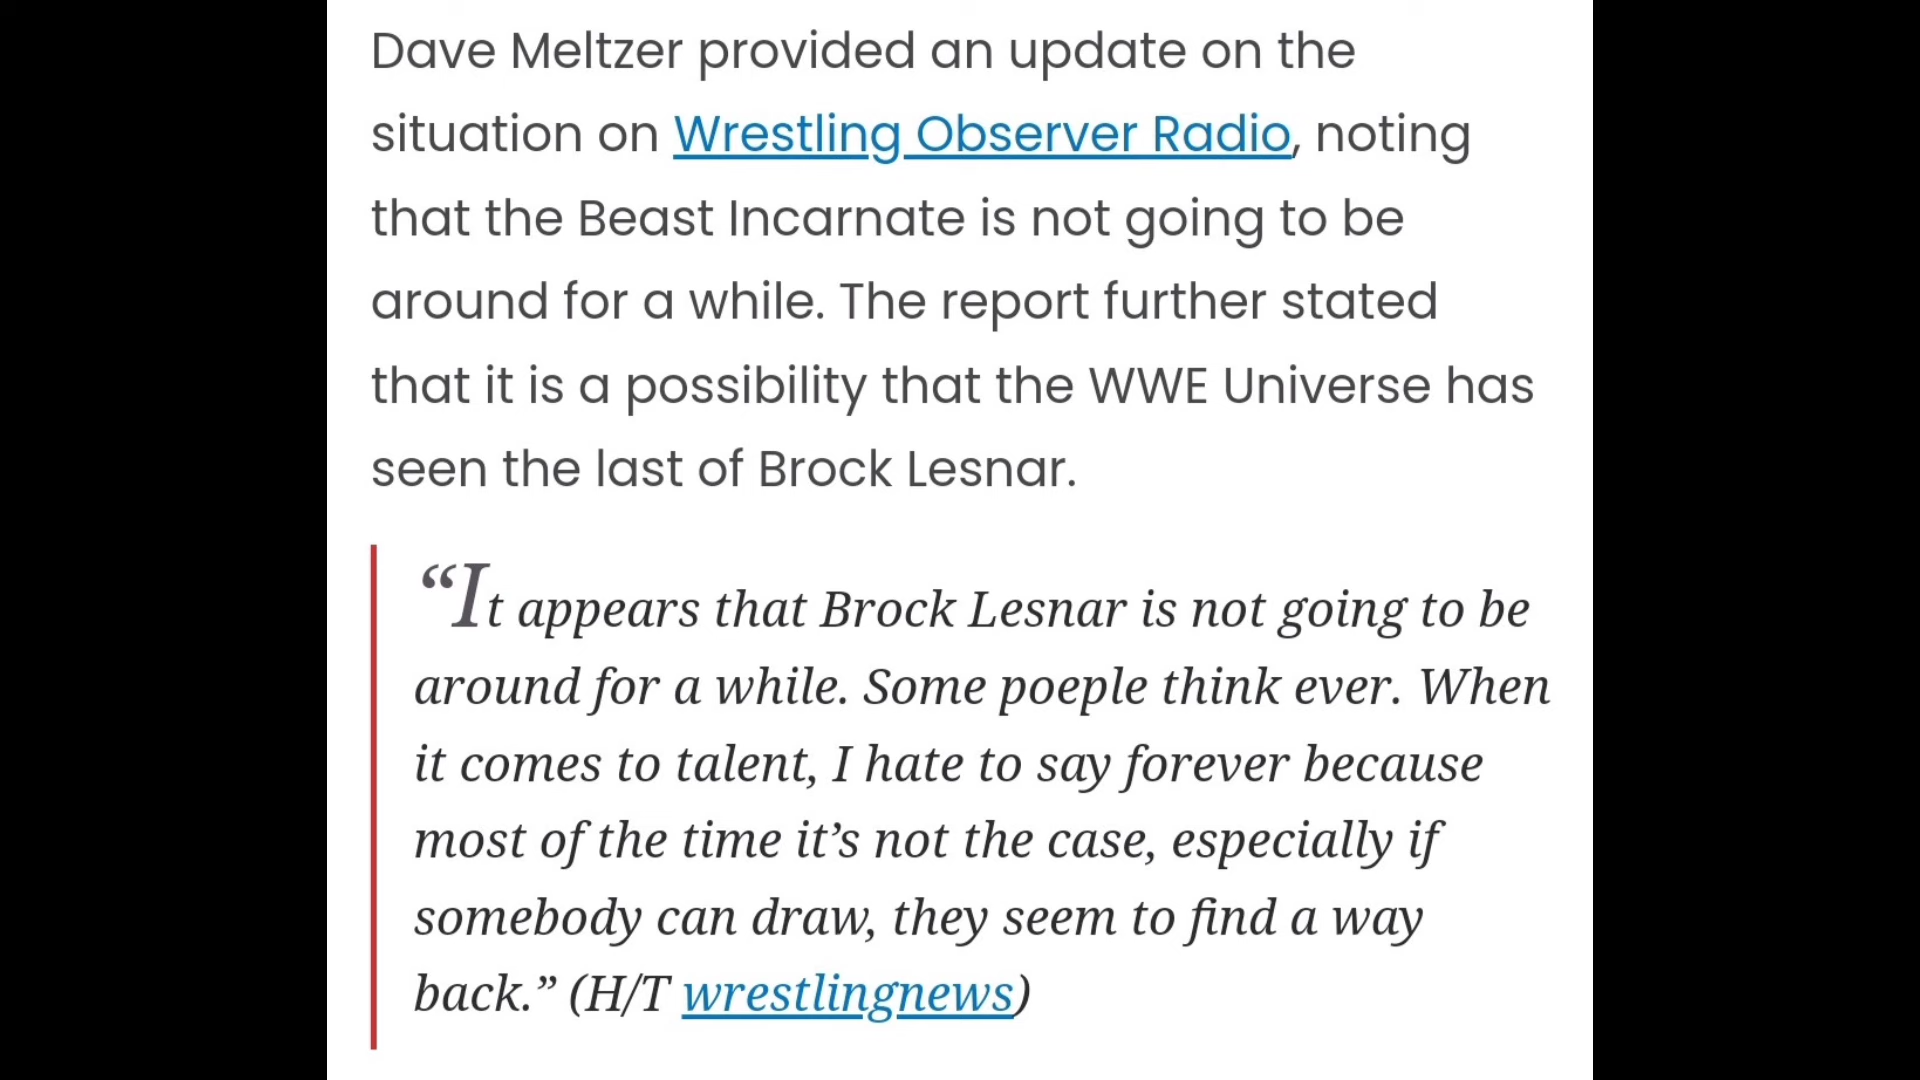 Dave Meltzer provided an update on the
situation on Wrestling Observer Radio, noting
that the Beast Incarnate is not going to be
around for a while. The report further stated
that it is a possibility that the WWE Universe has
seen the last of Brock Lesnar.
“It appears that Brock Lesnar is not going to be
around for a while. Some poeple think ever. When
it comes to talent, I hate to say forever because
most of the time it’s not the case, especially if
somebody can draw, they seem to find a way
back.” (H/T wrestlingnews)